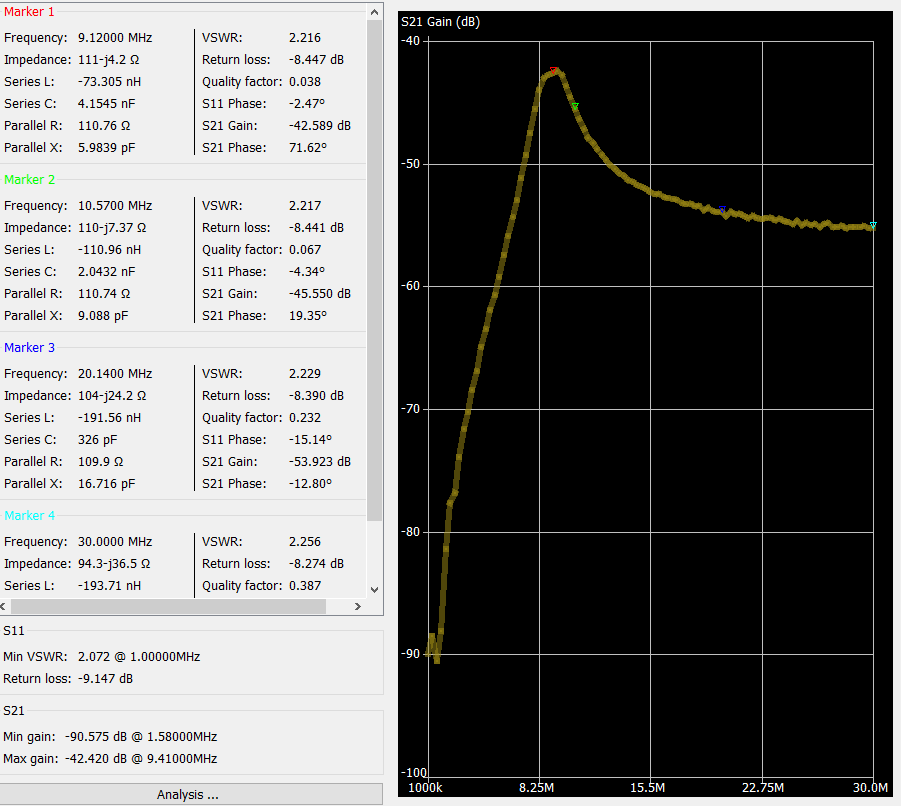 Marker 1
Frequency: 9.12000 MHz VSWR: 2.216
Impedance: 111-j4.2 Ω Return loss: -8.447 dB
Series L: -73.305 nH Quality factor: 0.038
Series C: 4.1545 nF S11 Phase: -2.47°
Parallel R: 110.76 Ω S21 Gain: -42.589 dB
Parallel X: 5.9839 pF S21 Phase: 71.62°
Marker 2
Frequency: 10.5700 MHz VSWR: 2.217
Impedance: 110-j7.37 Ω Return loss: -8.441 dB
Series L: -110.96 nH Quality factor: 0.067
Series C: 2.0432 nF S11 Phase: -4.34°
Parallel R: 110.74 Ω S21 Gain: -45.550 dB
Parallel X: 9.088 pF S21 Phase: 19.35°
Marker 3
Frequency: 20.1400 MHz VSWR: 2.229
Impedance: 104-j24.2 Ω Return loss: -8.390 dB
Series L: -191.56 nH Quality factor: 0.232
Series C: 326 pF S11 Phase: -15.14°
Parallel R: 109.9 Ω S21 Gain: -53.923 dB
Parallel X: 16.716 pF S21 Phase: -12.80°
Marker 4
Frequency: 30.0000 MHz VSWR: 2.256
Impedance: 94.3-j36.5 Ω Return loss: -8.274 dB
Series L: -193.71 nH Quality factor: 0.387
S11
Min VSWR: 2.072 @ 1.00000MHz
Return loss: -9.147 dB
S21
Min gain: -90.575 dB @ 1.58000MHz
Max gain: -42.420 dB @ 9.41000MHz
Analysis ...
S21 Gain (dB)
-40
-50
-60
-70
-80
-90
-100
1000k 8.25M 15.5M 22.75M 30.0M